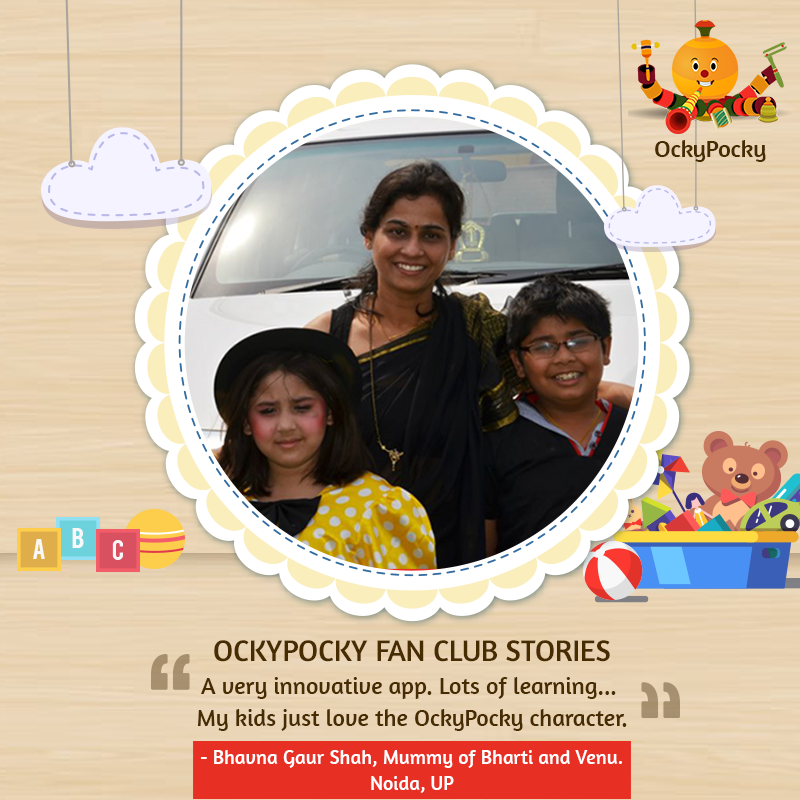 OckyPocky
A
B
C
OCKYPOCKY FAN CLUB STORIES
“ A very innovative app. Lots of learning...
My kids just love the OckyPocky character. ”
- Bhavna Gaur Shah, Mummy of Bharti and Venu.
Noida, UP